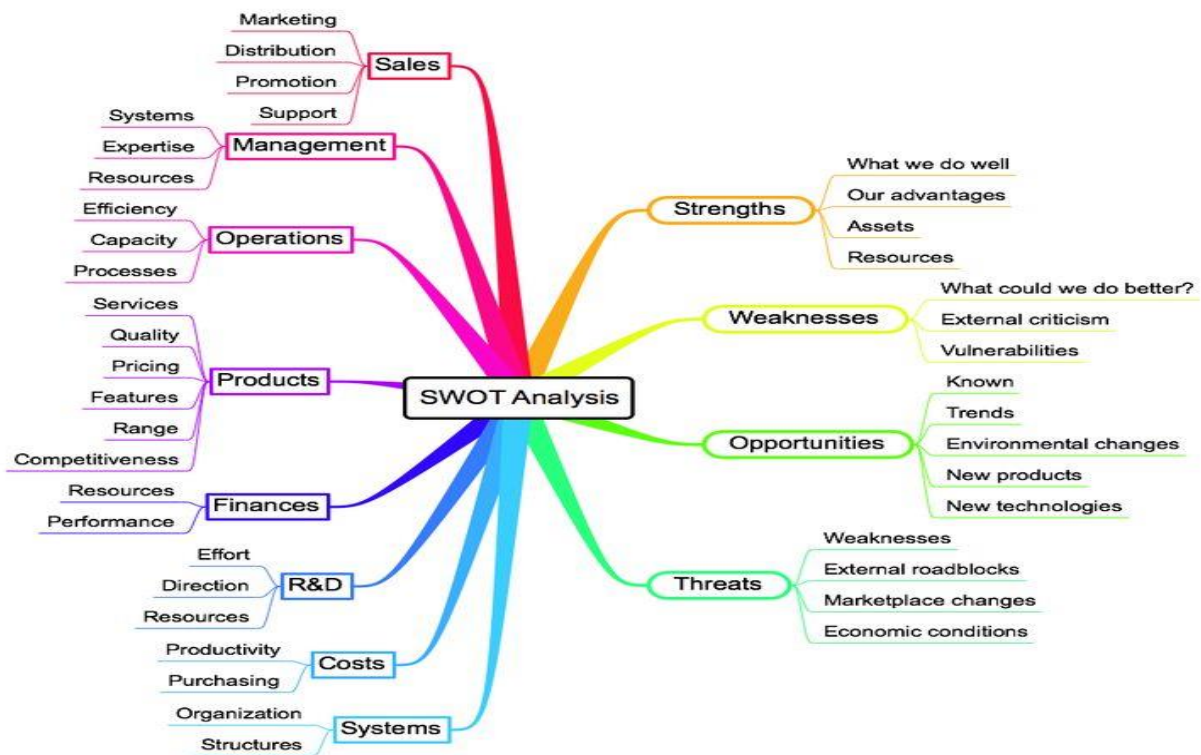 SWOT Analysis
Sales
Marketing
Distribution
Promotion
Support
Management
Systems
Expertise
Resources
Operations
Efficiency
Capacity
Processes
Products
Services
Quality
Pricing
Features
Range
Competitiveness
Finances
Resources
Performance
R&D
Effort
Direction
Resources
Costs
Productivity
Purchasing
Systems
Organization
Structures
Strengths
What we do well
Our advantages
Assets
Resources
Weaknesses
What could we do better?
External criticism
Vulnerabilities
Opportunities
Known
Trends
Environmental changes
New products
New technologies
Threats
Weaknesses
External roadblocks
Marketplace changes
Economic conditions